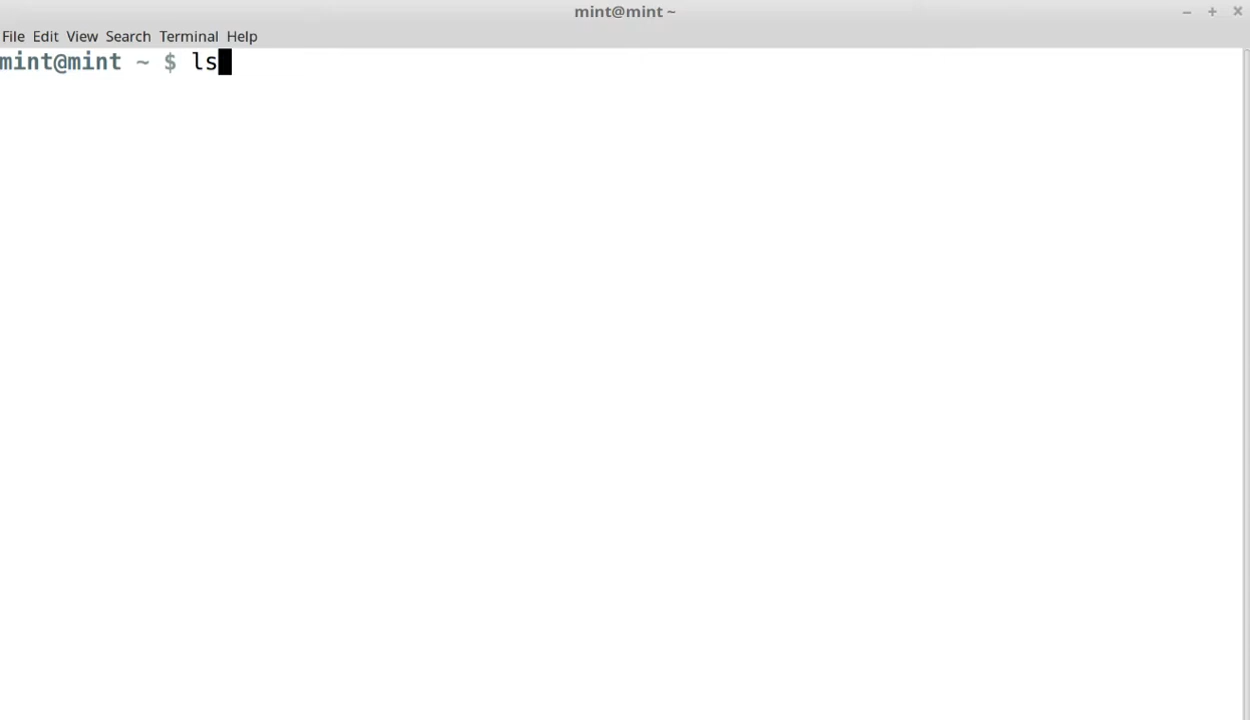 mint@mint ~
– + ×
File Edit View Search Terminal Help
mint@mint ~ $ ls